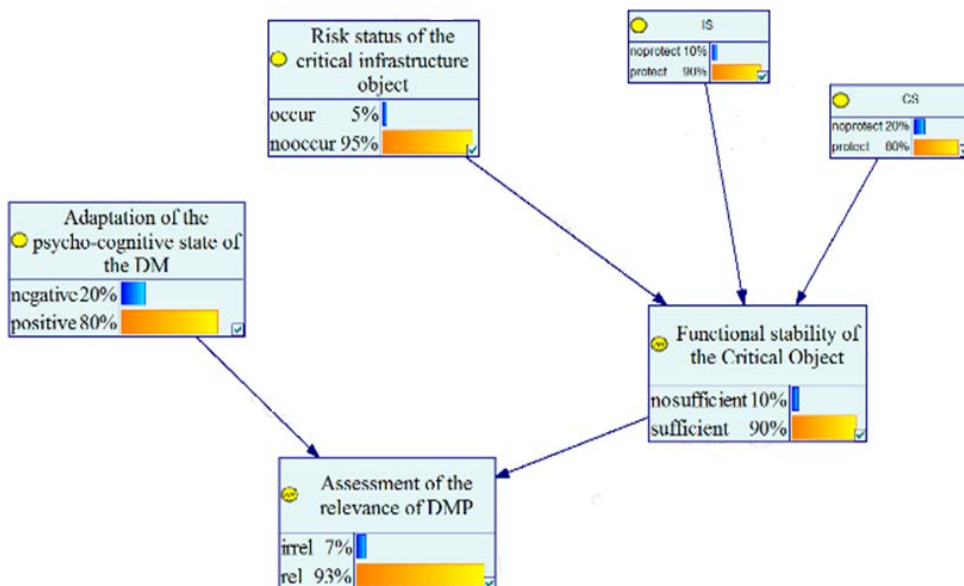 Risk status of the
critical infrastructure
object
occur 5%
nooccur 95%
IS
noprotect 10%
protect 90%
CS
noprotect 20%
protect 80%
Adaptation of the
psycho-cognitive state of
the DM
negative 20%
positive 80%
Functional stability of
the Critical Object
nosufficient 10%
sufficient 90%
Assessment of the
relevance of DMP
irrel 7%
rel 93%